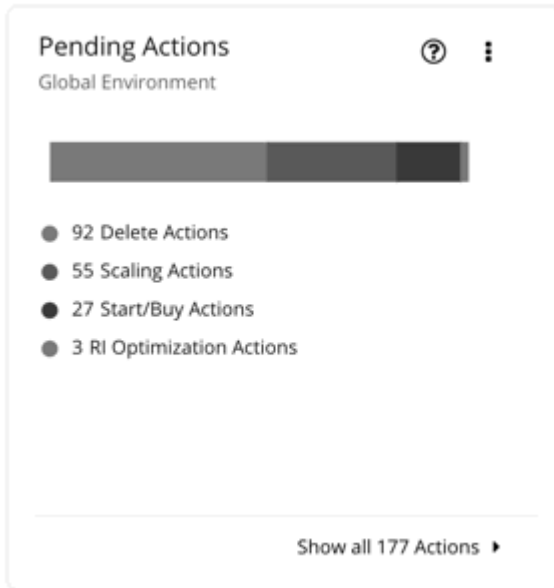 Pending Actions
Global Environment
92 Delete Actions
55 Scaling Actions
27 Start/Buy Actions
3 RI Optimization Actions
Show all 177 Actions